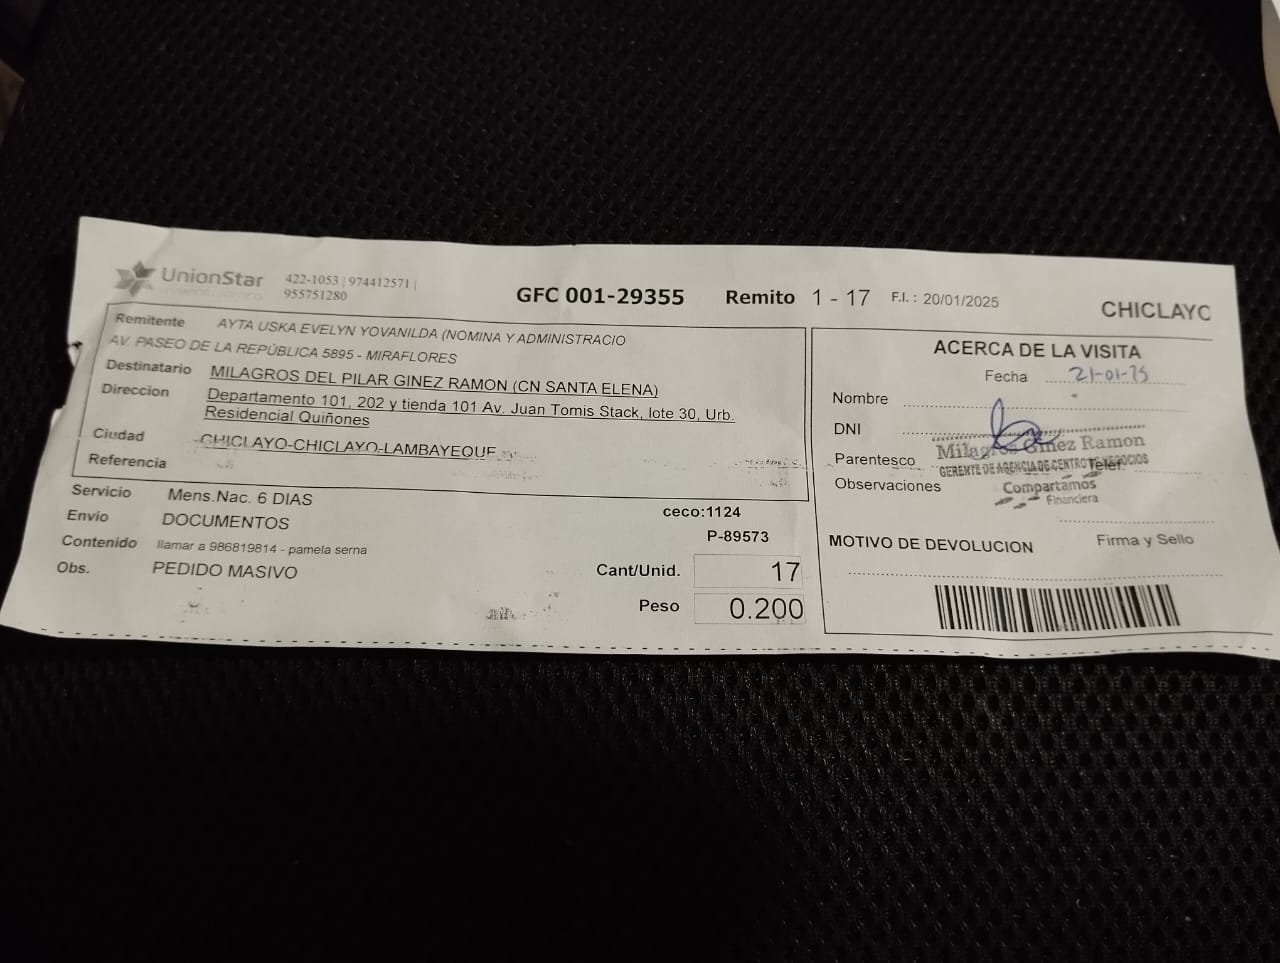 UnionStar
422-1053 | 974412571 |
955751280
GFC 001-29355 Remito 1 - 17 F.I. : 20/01/2025
CHICLAYO
Remitente AYTA USKA EVELYN YOVANILDA (NOMINA Y ADMINISTRACIO
AV. PASEO DE LA REPÚBLICA 5895 - MIRAFLORES
Destinatario MILAGROS DEL PILAR GINEZ RAMON (CN SANTA ELENA)
Direccion Departamento 101, 202 y tienda 101 Av. Juan Tomis Stack, lote 30, Urb.
Residencial Quiñones
Ciudad CHICLAYO-CHICLAYO-LAMBAYEQUE
Referencia
Servicio Mens.Nac. 6 DIAS
Envio DOCUMENTOS
Contenido llamar a 986819814 - pamela serna
Obs. PEDIDO MASIVO
ceco:1124
P-89573
Cant/Unid. 17
Peso 0.200
ACERCA DE LA VISITA
Fecha 21-01-25
Nombre
DNI
Milagros Ginez Ramon
Parentesco Telef.
GERENTE DE AGENCIA DE CENTRO DE NEGOCIOS
Observaciones Compartamos
Financiera
Firma y Sello
MOTIVO DE DEVOLUCION